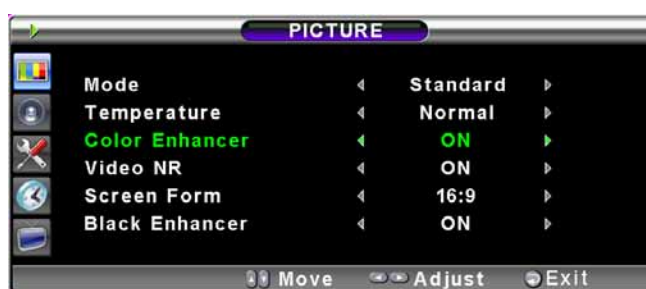 PICTURE
Mode Standard
Temperature Normal
Color Enhancer ON
Video NR ON
Screen Form 16:9
Black Enhancer ON
Move Adjust Exit